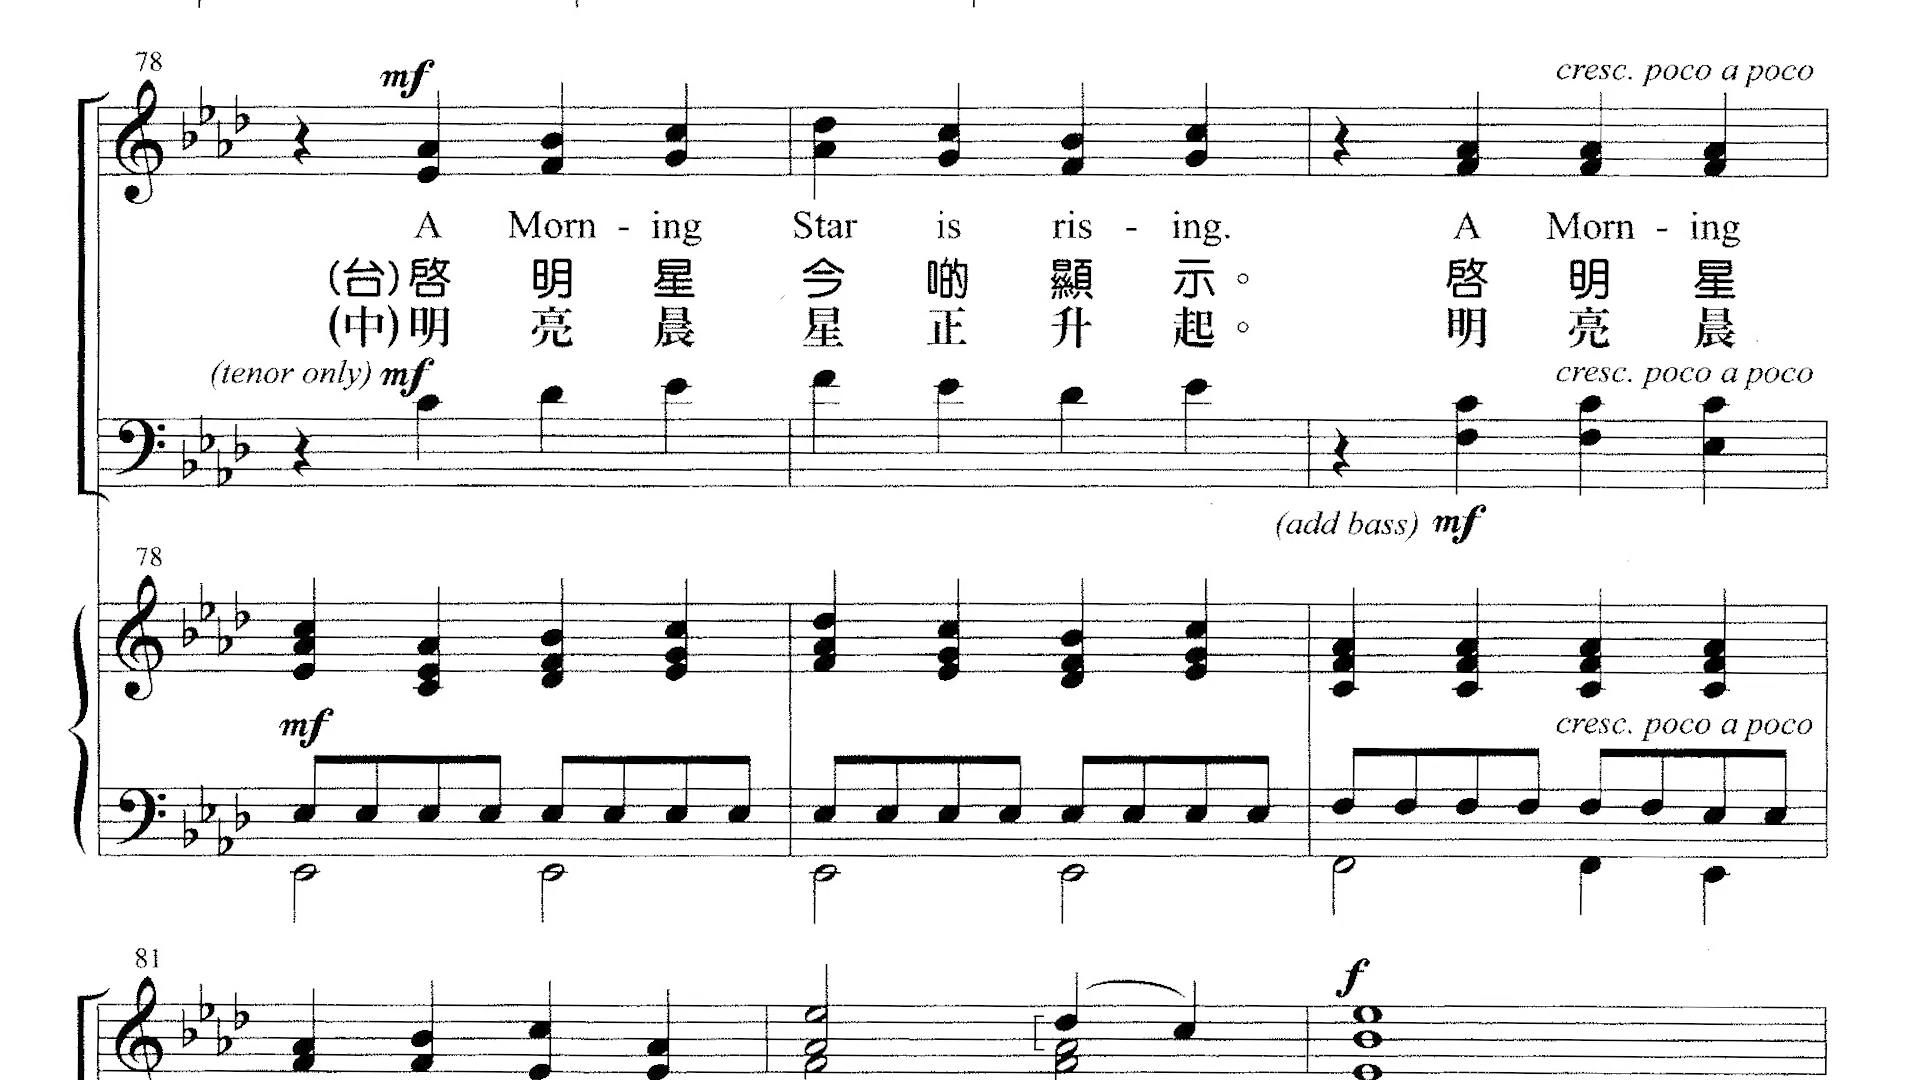 78
mf
cresc. poco a poco
A Morn - ing Star is ris - ing. A Morn - ing
(台)啓明星今啲顯示。啓明星
(中)明亮晨星正升起。明亮晨
(tenor only) mf
cresc. poco a poco
(add bass) mf
78
mf
cresc. poco a poco
81
f